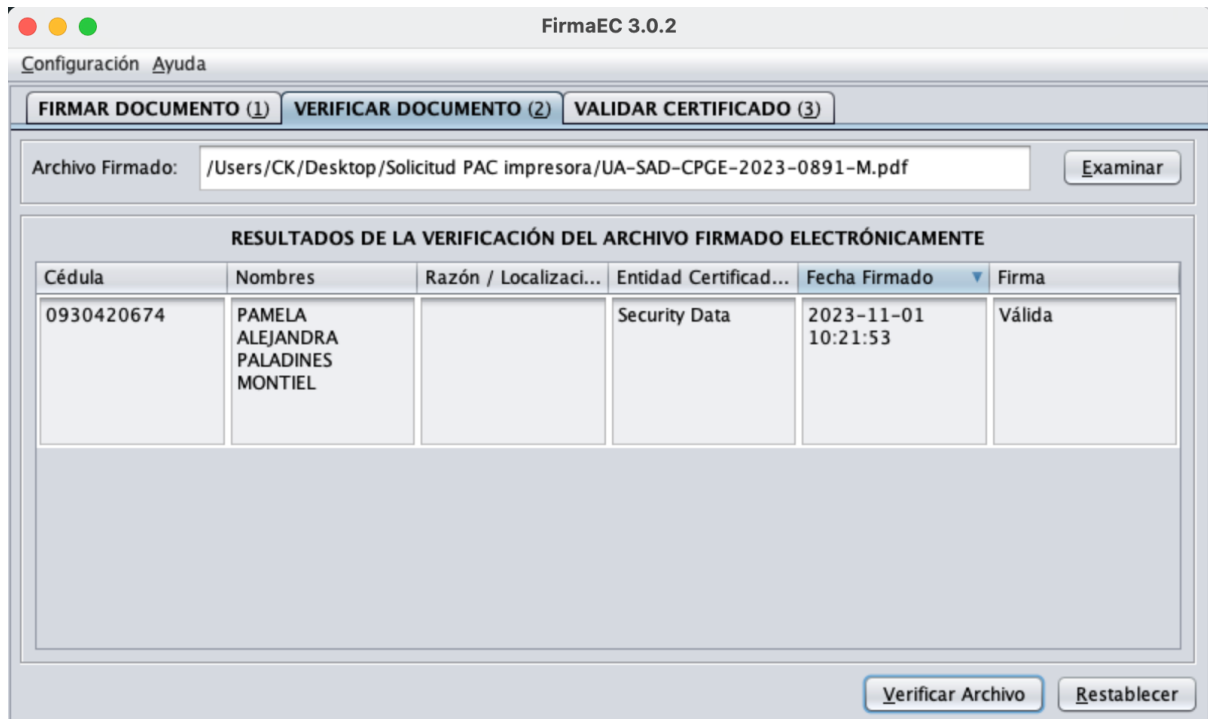 FirmaEC 3.0.2
Configuración Ayuda
FIRMAR DOCUMENTO (1) VERIFICAR DOCUMENTO (2) VALIDAR CERTIFICADO (3)
Archivo Firmado: /Users/CK/Desktop/Solicitud PAC impresora/UA-SAD-CPGE-2023-0891-M.pdf Examinar
RESULTADOS DE LA VERIFICACIÓN DEL ARCHIVO FIRMADO ELECTRÓNICAMENTE
Cédula Nombres Razón / Localizaci... Entidad Certificad... Fecha Firmado Firma
0930420674 PAMELA Security Data 2023-11-01 Válida
ALEJANDRA 10:21:53
PALADINES
MONTIEL
Verificar Archivo Restablecer